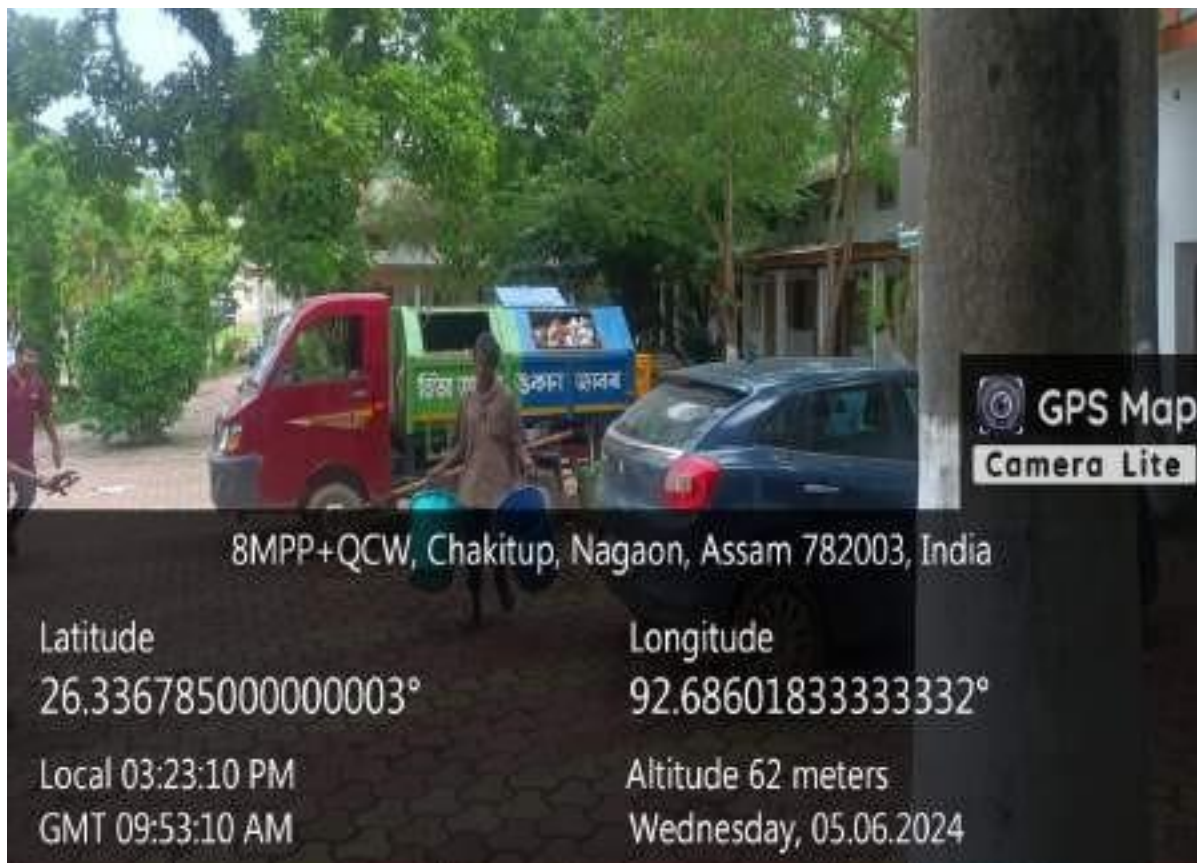 শুকান জাবৰ
GPS Map
Camera Lite
8MPP+QCW, Chakitup, Nagaon, Assam 782003, India
Latitude
26.336785000000003°
Longitude
92.68601833333332°
Local 03:23:10 PM
GMT 09:53:10 AM
Altitude 62 meters
Wednesday, 05.06.2024